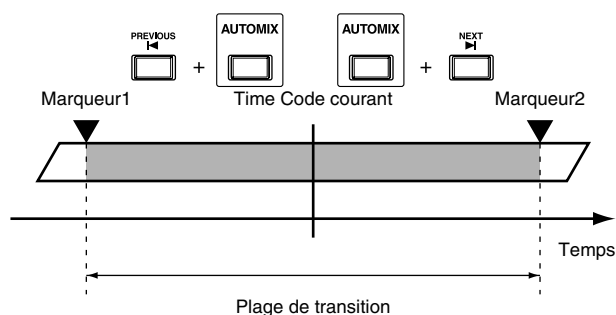 PREVIOUS
AUTOMIX
AUTOMIX
NEXT
+
+
Marqueur1
Time Code courant
Marqueur2
Temps
Plage de transition